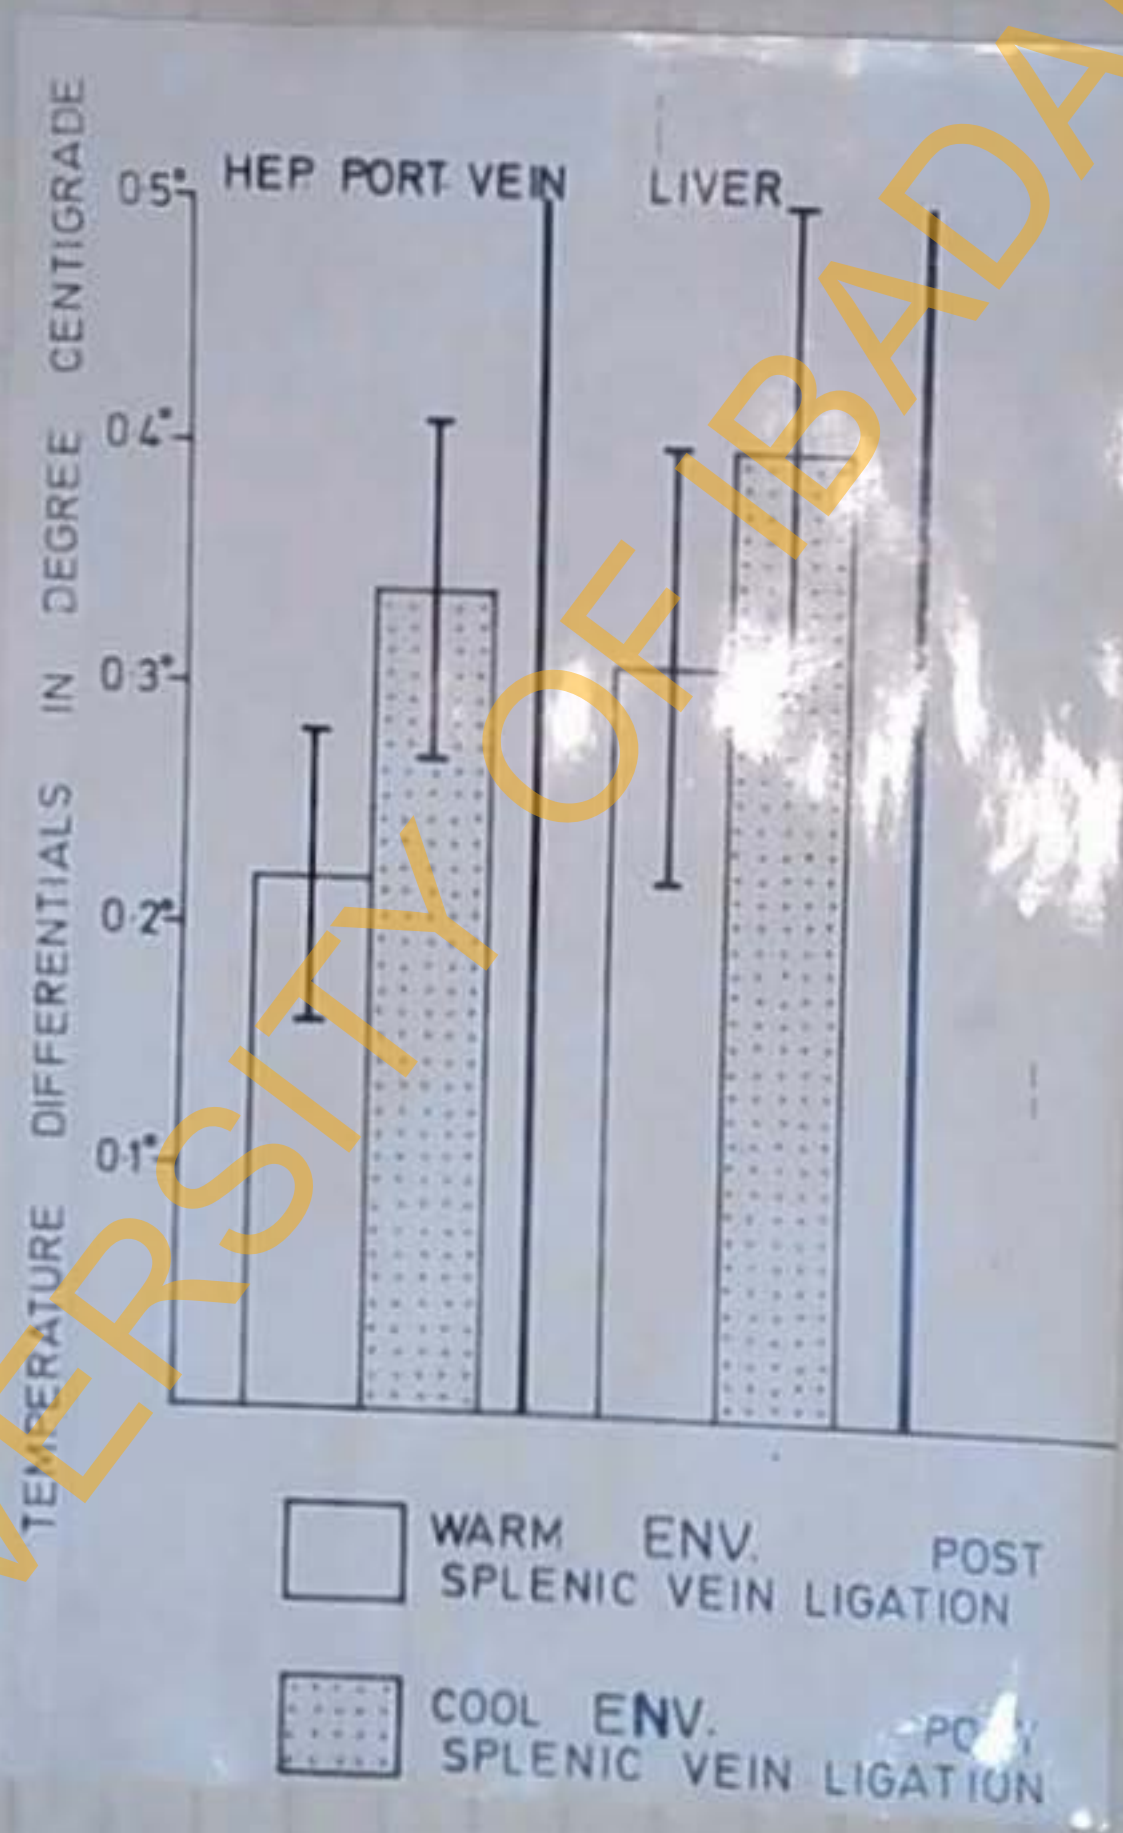 TEMPERATURE DIFFERENTIALS IN DEGREE CENTIGRADE
HEP PORT VEIN
LIVER
0.5°
0.4°
0.3°
0.2°
0.1°
WARM ENV. POST
SPLENIC VEIN LIGATION
COOL ENV.
SPLENIC VEIN LIGATION
VERSITY OF IBADA